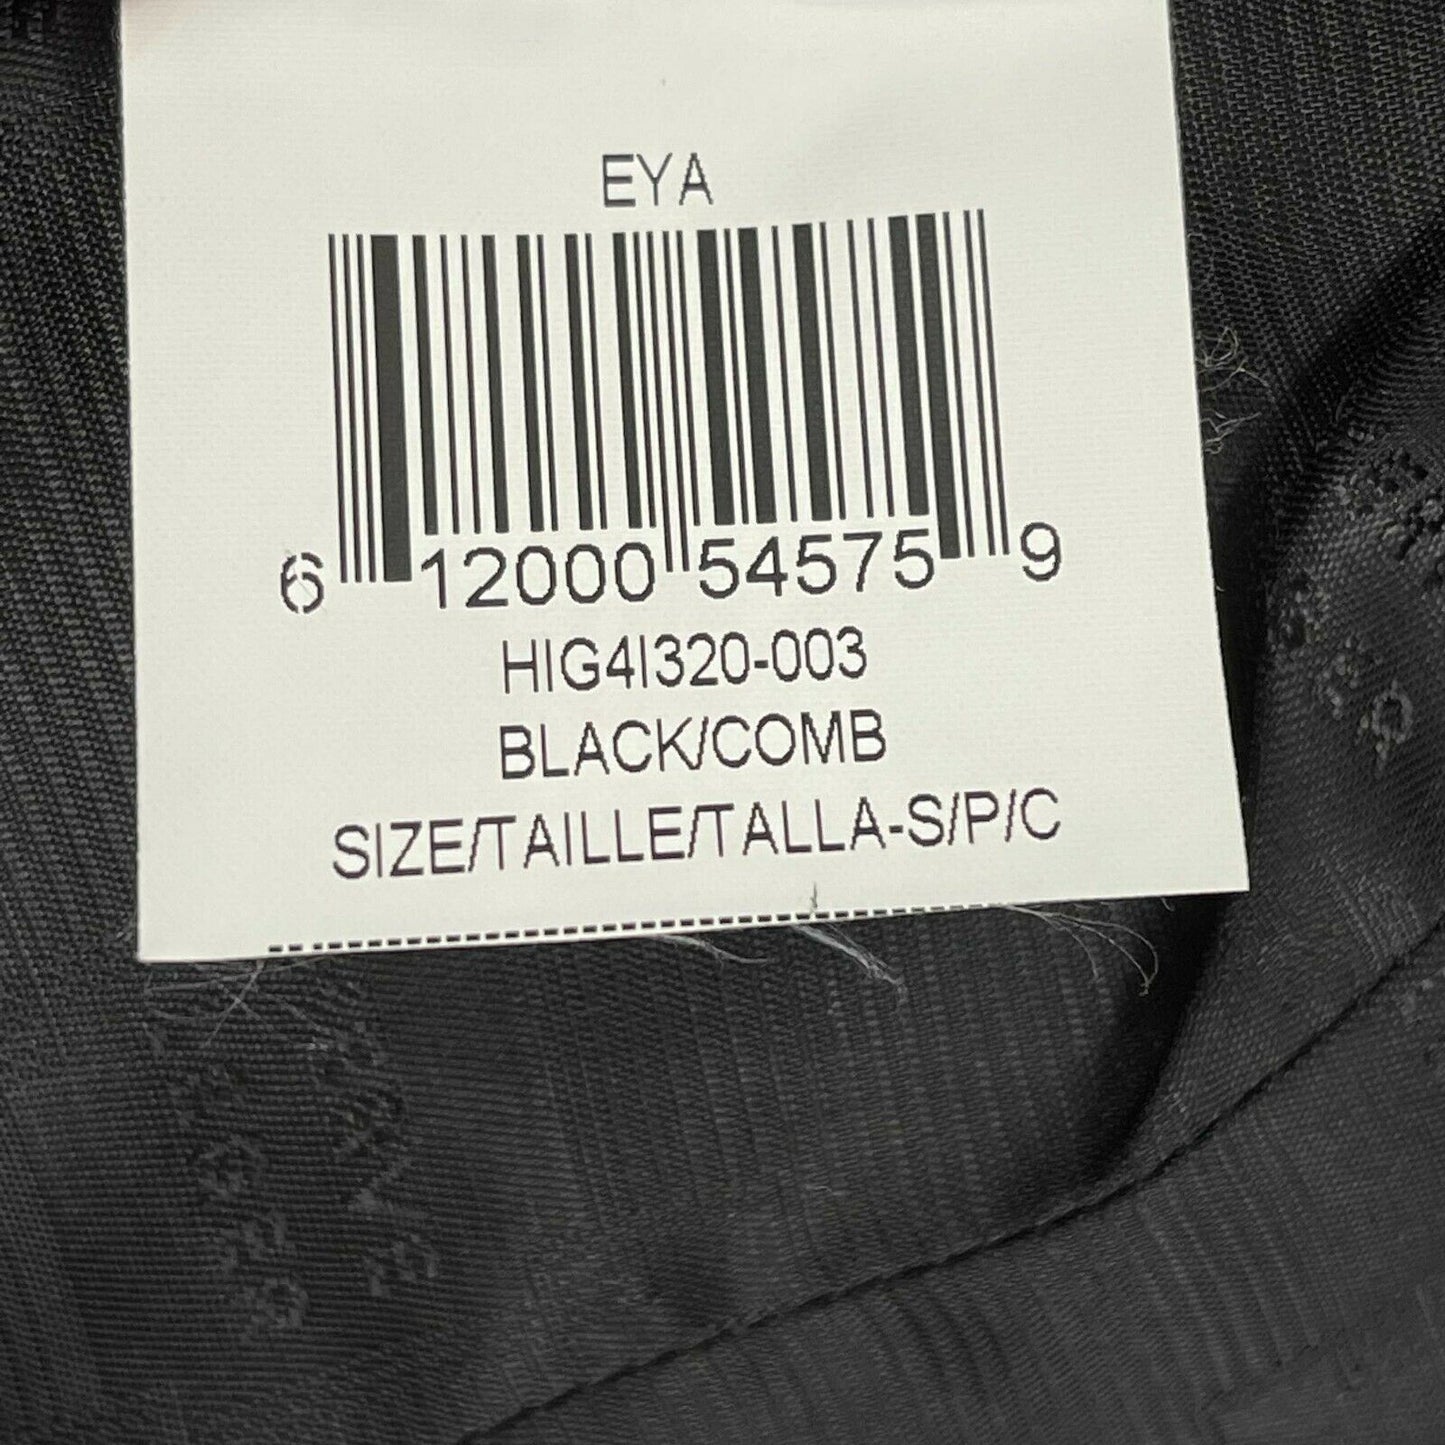 EYA
6 12000 54575 9
HIG4I320-003
BLACK/COMB
SIZE/TAILLE/TALLA-S/P/C